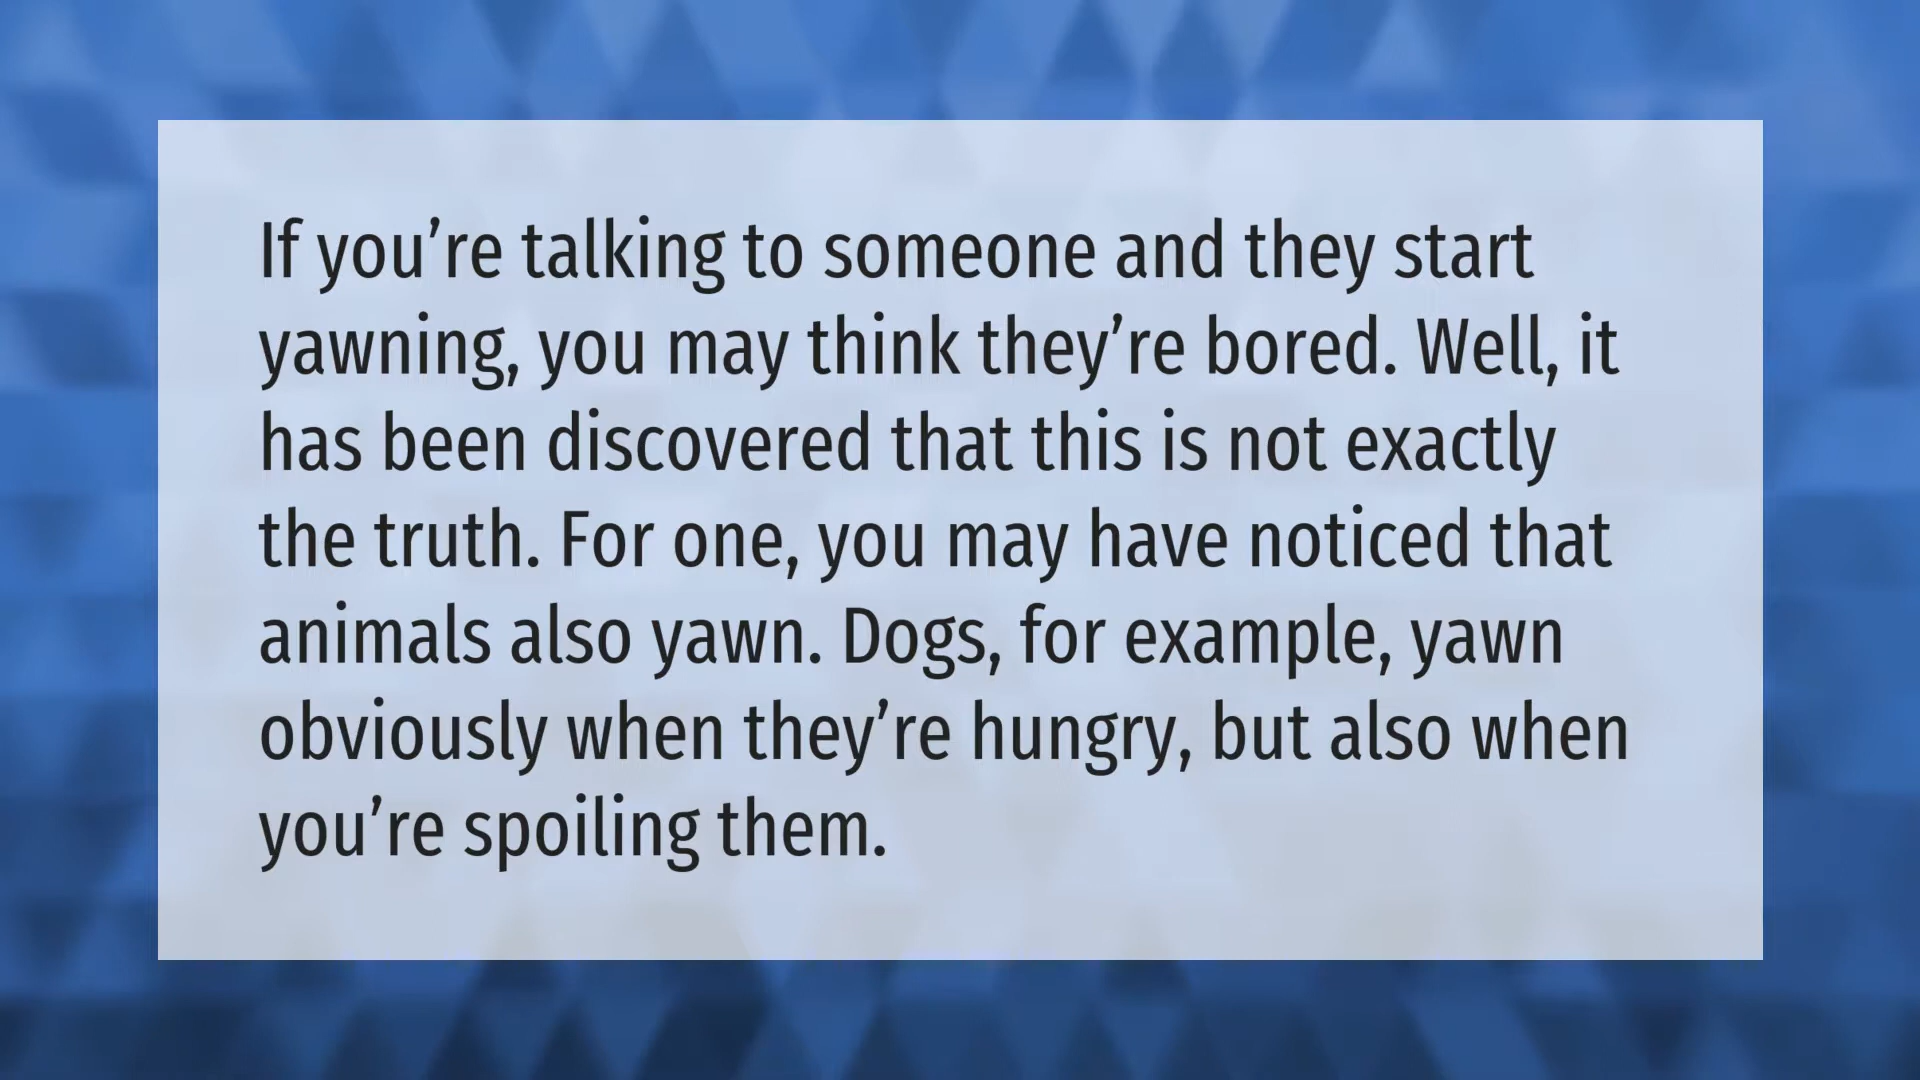 If you’re talking to someone and they start
yawning, you may think they’re bored. Well, it
has been discovered that this is not exactly
the truth. For one, you may have noticed that
animals also yawn. Dogs, for example, yawn
obviously when they’re hungry, but also when
you’re spoiling them.